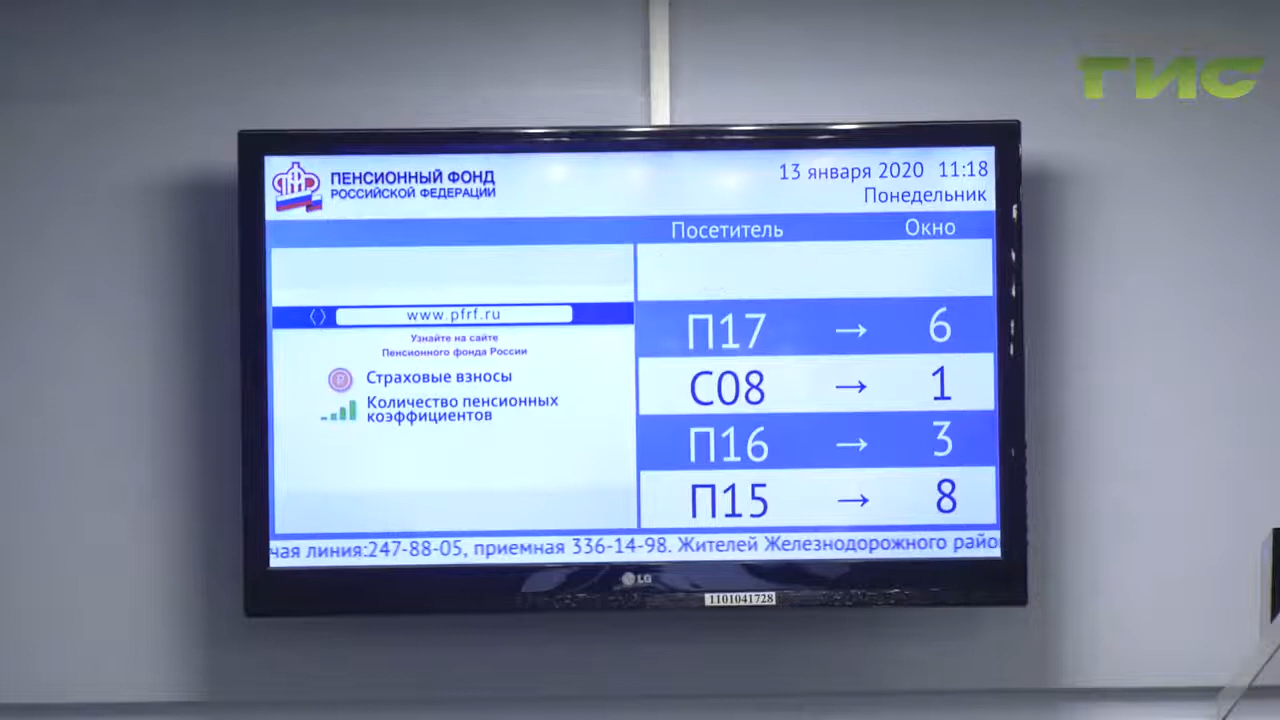 ГИС
ПЕНСИОННЫЙ ФОНД
РОССИЙСКОЙ ФЕДЕРАЦИИ
13 января 2020 11:18
Понедельник
Посетитель Окно
www.pfrf.ru
Узнайте на сайте
Пенсионного фонда России
Страховые взносы
Количество пенсионных
коэффициентов
П17 → 6
С08 → 1
П16 → 3
П15 → 8
чая линия:247-88-05, приемная 336-14-98. Жителей Железнодорожного райо
LG
1101041728